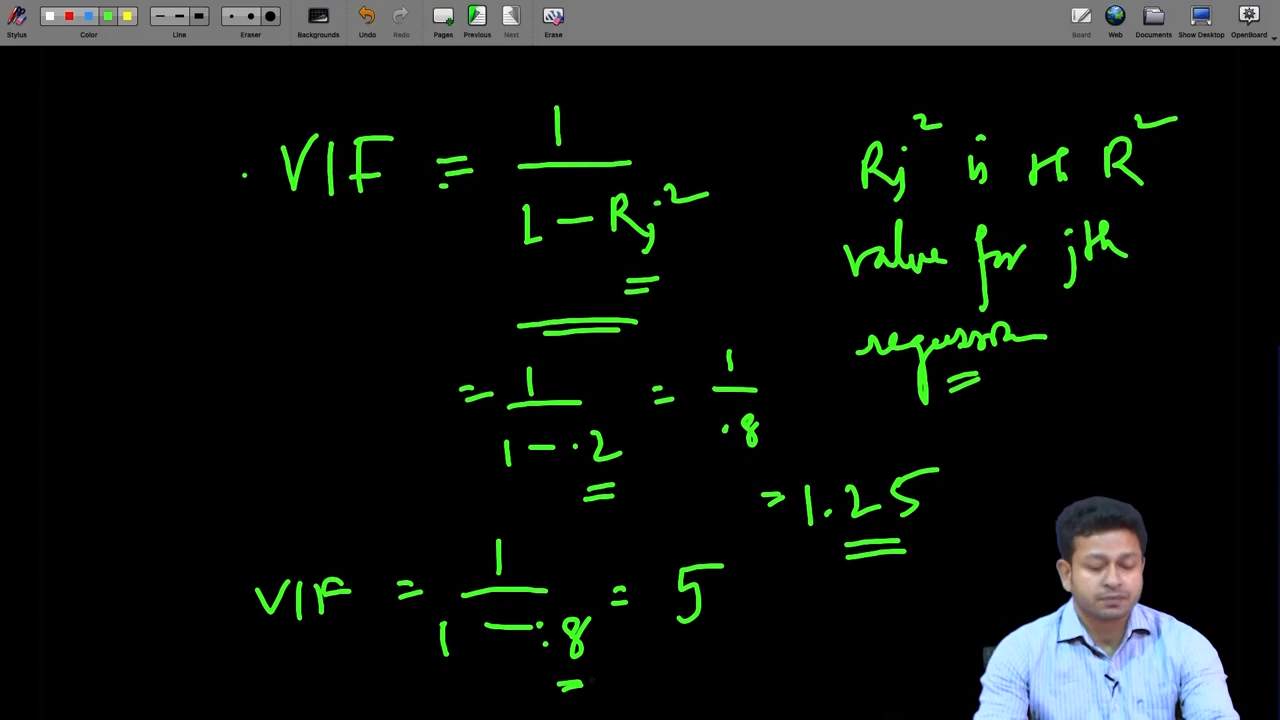 Stylus Color Line Eraser Backgrounds Undo Redo Pages Previous Next Erase Board Web Documents Show Desktop OpenBoard
. VIF = 1 / (1 - Rj²)
Rj² is the R²
value for jth
regressor
= 1 / (1 - .2) = 1 / .8
= 1.25
VIF = 1 / (1 - .8) = 5